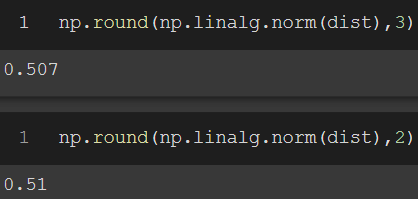 1 np.round(np.linalg.norm(dist),3)
0.507
1 np.round(np.linalg.norm(dist),2)
0.51